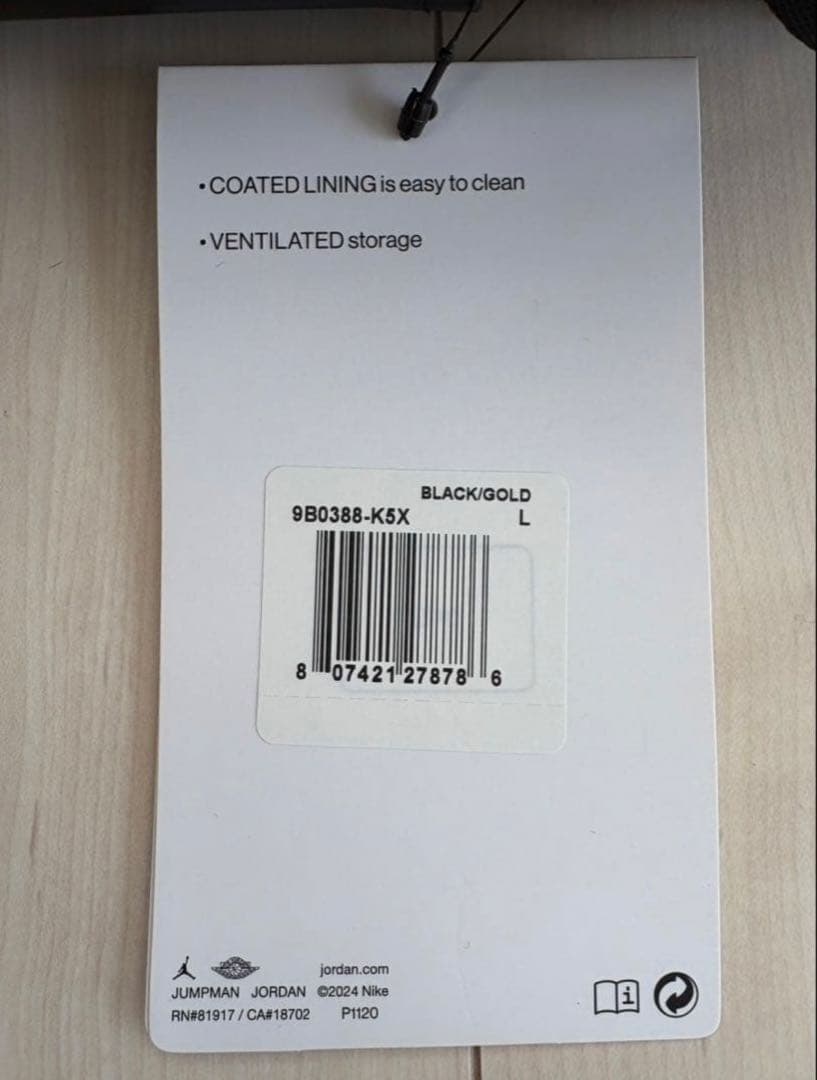 •COATED LINING is easy to clean
•VENTILATED storage
BLACK/GOLD
9B0388-K5X L
8 07421 27878 6
jordan.com
JUMPMAN JORDAN ©2024 Nike
RN#81917 / CA#18702 P1120
i